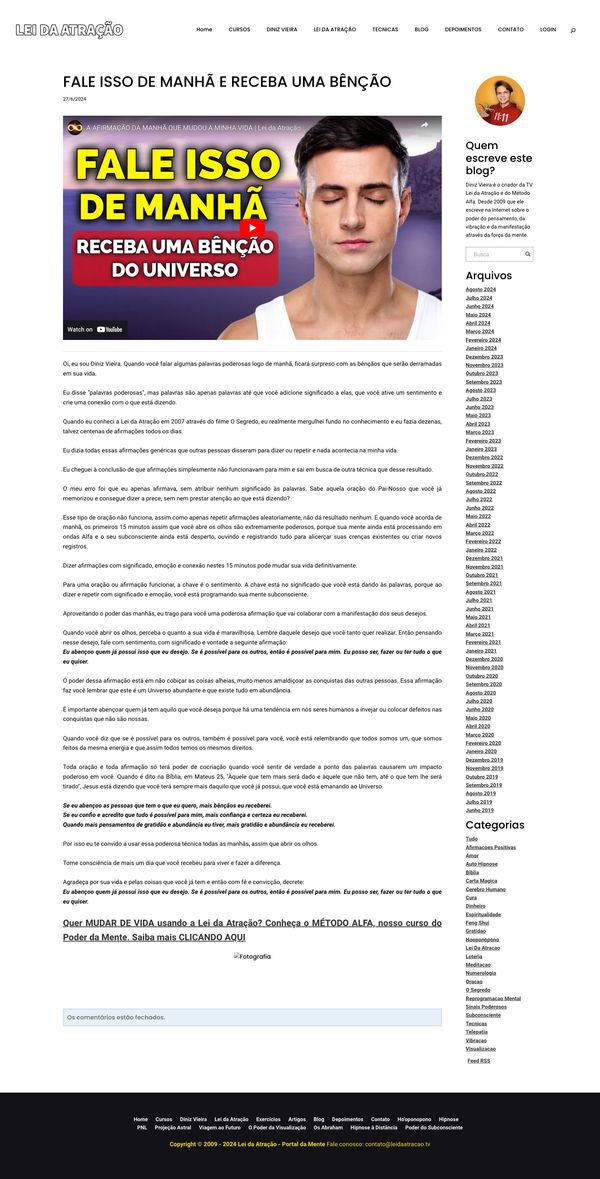 LEI DA ATRAÇÃO
Home CURSOS DINIZ VIEIRA LEI DA ATRAÇÃO TECNICAS BLOG DEPOIMENTOS CONTATO LOGIN
FALE ISSO DE MANHÃ E RECEBA UMA BÊNÇÃO
27/6/2024
A AFIRMAÇÃO DA MANHÃ QUE MUDOU A MINHA VIDA | Lei da Atração
FALE ISSO
DE MANHÃ
RECEBA UMA BÊNÇÃO
DO UNIVERSO
Watch on YouTube
Oi, eu sou Diniz Vieira. Quando você falar algumas palavras poderosas logo de manhã, ficará surpreso com as bênçãos que serão derramadas
em sua vida.
Eu disse "palavras poderosas", mas palavras são apenas palavras até que você adicione significado a elas, que você ative um sentimento e
crie uma conexão com o que está dizendo.
Quando eu conheci a Lei da Atração em 2007 através do filme O Segredo, eu realmente mergulhei fundo no conhecimento e eu fazia dezenas,
talvez centenas de afirmações todos os dias.
Eu dizia todas essas afirmações genéricas que outras pessoas disseram para dizer ou repetir e nada acontecia na minha vida.
Eu cheguei à conclusão de que afirmações simplesmente não funcionavam para mim e sai em busca de outra técnica que desse resultado.
O meu erro foi que eu apenas afirmava, sem atribuir nenhum significado às palavras. Sabe aquela oração do Pai-Nosso que você já
memorizou e consegue dizer a prece, sem nem prestar atenção ao que está dizendo?
Esse tipo de oração não funciona, assim como apenas repetir afirmações aleatoriamente, não dá resultado nenhum. E quando você acorda de
manhã, os primeiros 15 minutos assim que você abre os olhos são extremamente poderosos, porque sua mente ainda está processando em
ondas Alfa e o seu subconsciente ainda está desperto, ouvindo e registrando tudo para alicerçar suas crenças existentes ou criar novos
registros.
Dizer afirmações com significado, emoção e conexão nestes 15 minutos pode mudar sua vida definitivamente.
Para uma oração ou afirmação funcionar, a chave é o sentimento. A chave está no significado que você está dando às palavras, porque ao
dizer e repetir com significado e emoção, você está programando sua mente subconsciente.
Aproveitando o poder das manhãs, eu trago para você uma poderosa afirmação que vai colaborar com a manifestação dos seus desejos.
Quando você abrir os olhos, perceba o quanto a sua vida é maravilhosa. Lembre daquele desejo que você tanto quer realizar. Então pensando
nesse desejo, fale com sentimento, com significado e vontade a seguinte afirmação:
Eu abençoo quem já possui isso que eu desejo. Se é possível para os outros, então é possível para mim. Eu posso ser, fazer ou ter tudo o que
eu quiser.
O poder dessa afirmação está em não cobiçar as coisas alheias, muito menos amaldiçoar as conquistas das outras pessoas. Essa afirmação
faz você lembrar que este é um Universo abundante e que existe tudo em abundância.
É importante abençoar quem já tem aquilo que você deseja porque há uma tendência em nós seres humanos a invejar ou colocar defeitos nas
conquistas que não são nossas.
Quando você diz que se é possível para os outros, também é possível para você, você está relembrando que todos somos um, que somos
feitos da mesma energia e que assim todos temos os mesmos direitos.
Toda oração e toda afirmação só terá poder de cocriação quando você sentir de verdade a ponto das palavras causarem um impacto
poderoso em você. Quando é dito na Bíblia, em Mateus 25, "Àquele que tem mais será dado e àquele que não tem, até o que tem lhe será
tirado", Jesus está dizendo que você terá sempre mais daquilo que você já possui, que você está emanando ao Universo.
Se eu abençoo as pessoas que tem o que eu quero, mais bênçãos eu receberei.
Se eu confio e acredito que tudo é possível para mim, mais confiança e certeza eu receberei.
Quando mais pensamentos de gratidão e abundância eu tiver, mais gratidão e abundância eu receberei.
Por isso eu te convido a usar essa poderosa técnica todas as manhãs, assim que abrir os olhos.
Tome consciência de mais um dia que você recebeu para viver e fazer a diferença.
Agradeça por sua vida e pelas coisas que você já tem e então com fé e convicção, decrete:
Eu abençoo quem já possui isso que eu desejo. Se é possível para os outros, então é possível para mim. Eu posso ser, fazer ou ter tudo o que
eu quiser.
Quer MUDAR DE VIDA usando a Lei da Atração? Conheça o MÉTODO ALFA, nosso curso do
Poder da Mente. Saiba mais CLICANDO AQUI
Fotografia
Os comentários estão fechados.
11:11
Quem
escreve este
blog?
Diniz Vieira é o criador da TV
Lei da Atração e do Método
Alfa. Desde 2009 que ele
escreve na Internet sobre o
poder do pensamento, da
vibração e da manifestação
através da força da mente.
Busca
Arquivos
Agosto 2024
Julho 2024
Junho 2024
Maio 2024
Abril 2024
Março 2024
Fevereiro 2024
Janeiro 2024
Dezembro 2023
Novembro 2023
Outubro 2023
Setembro 2023
Agosto 2023
Julho 2023
Junho 2023
Maio 2023
Abril 2023
Março 2023
Fevereiro 2023
Janeiro 2023
Dezembro 2022
Novembro 2022
Outubro 2022
Setembro 2022
Agosto 2022
Julho 2022
Junho 2022
Maio 2022
Abril 2022
Março 2022
Fevereiro 2022
Janeiro 2022
Dezembro 2021
Novembro 2021
Outubro 2021
Setembro 2021
Agosto 2021
Julho 2021
Junho 2021
Maio 2021
Abril 2021
Março 2021
Fevereiro 2021
Janeiro 2021
Dezembro 2020
Novembro 2020
Outubro 2020
Setembro 2020
Agosto 2020
Julho 2020
Junho 2020
Maio 2020
Abril 2020
Março 2020
Fevereiro 2020
Janeiro 2020
Dezembro 2019
Novembro 2019
Outubro 2019
Setembro 2019
Agosto 2019
Julho 2019
Junho 2019
Categorias
Tudo
Afirmacoes Positivas
Amor
Auto Hipnose
Bíblia
Carta Magica
Cerebro Humano
Cura
Dinheiro
Espiritualidade
Feng Shui
Gratidao
Hooponopono
Lei Da Atracao
Loteria
Meditacao
Numerologia
Oracao
O Segredo
Reprogramacao Mental
Sinais Poderosos
Subconsciente
Tecnicas
Telepatia
Vibracao
Visualizacao
Feed RSS
Home Cursos Diniz Vieira Lei da Atração Exercícios Artigos Blog Depoimentos Contato Ho'oponopono Hipnose
PNL Projeção Astral Viagem ao Futuro O Poder da Visualização Os Abraham Hipnose à Distância Poder do Subconsciente
Copyright © 2009 - 2024 Lei da Atração - Portal da Mente Fale conosco: contato@leidaatracao.tv